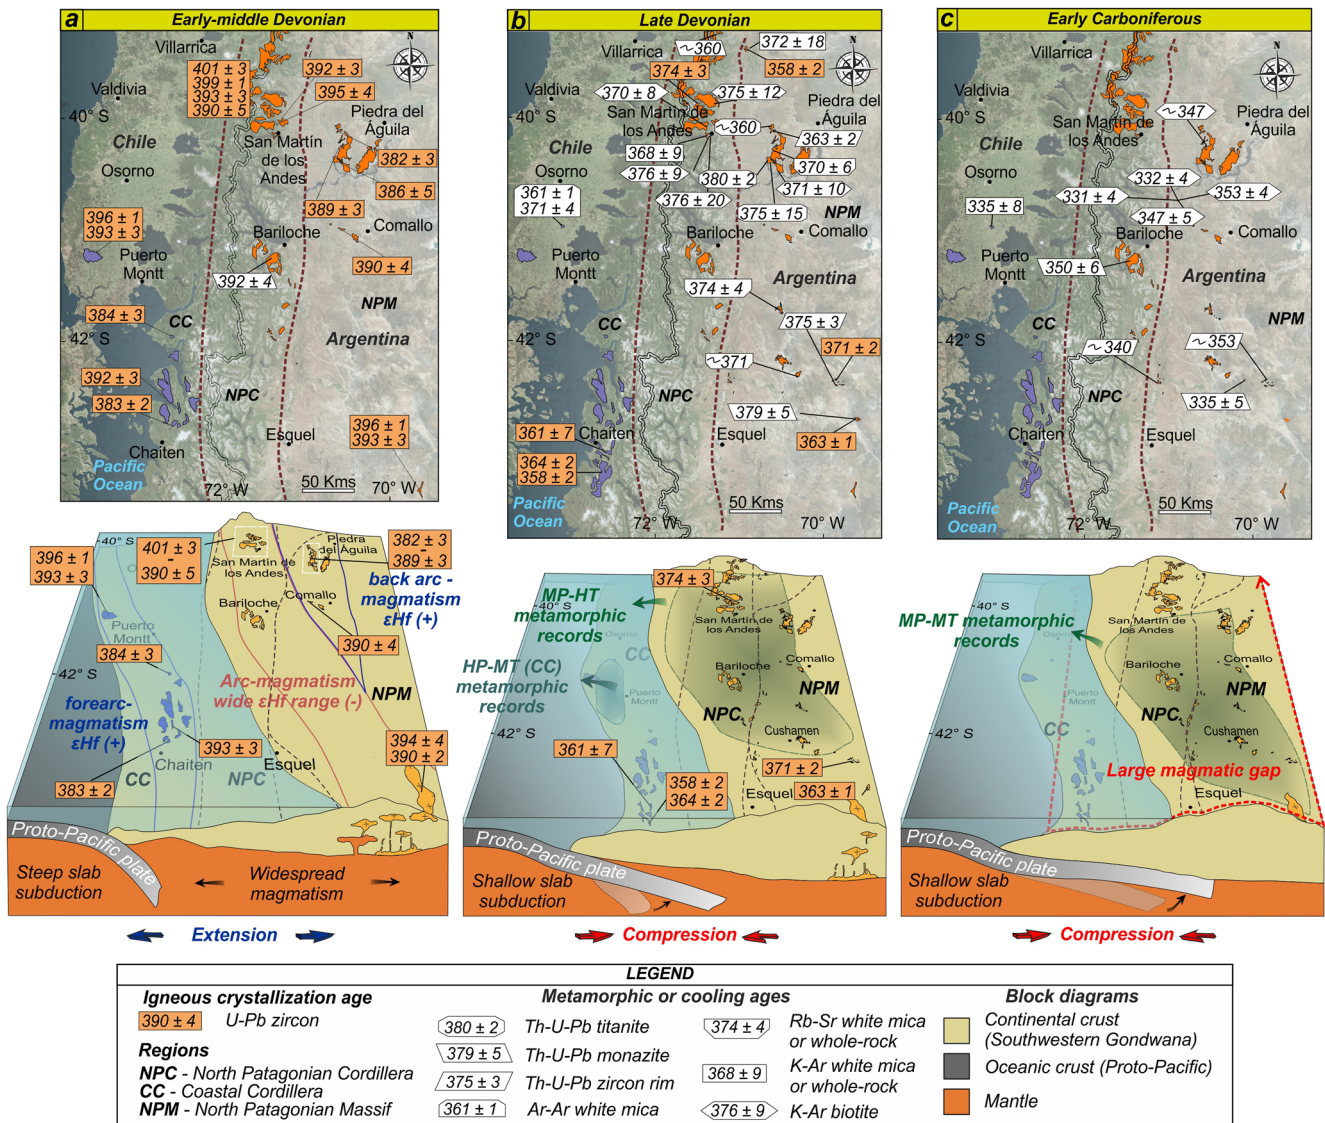 a
Early-middle Devonian
N
Villarrica
401 ± 3
399 ± 1
393 ± 3
390 ± 5
392 ± 3
395 ± 4
Valdivia
40° S
Piedra del
Águila
Chile
San Martín
de los
Andes
382 ± 3
386 ± 5
Osorno
389 ± 3
396 ± 1
393 ± 3
Comallo
Bariloche
Puerto
Montt
390 ± 4
392 ± 4
NPM
384 ± 3
CC
42° S
Argentina
392 ± 3
383 ± 2
NPC
396 ± 1
393 ± 3
Esquel
Chaiten
Pacific
Ocean
72° W
50 Kms
70° W
b
Late Devonian
N
Villarrica
~360
372 ± 18
374 ± 3
358 ± 2
370 ± 8
375 ± 12
Valdivia
Piedra del
Águila
40° S
San Martín de
los Andes
~360
363 ± 2
Chile
368 ± 9
370 ± 6
376 ± 9
380 ± 2
371 ± 10
Osorno
361 ± 1
371 ± 4
376 ± 20
375 ± 15
NPM
Bariloche
Comallo
Puerto
Montt
Argentina
374 ± 4
CC
375 ± 3
42° S
371 ± 2
~371
NPC
379 ± 5
361 ± 7
Chaiten
Esquel
363 ± 1
364 ± 2
358 ± 2
Pacific
Ocean
50 Kms
72° W
70° W
c
Early Carboniferous
N
Villarrica
Valdivia
~347
Piedra del
Águila
40° S
San Martín de
los Andes
Chile
Osorno
332 ± 4
331 ± 4
353 ± 4
335 ± 8
347 ± 5
Bariloche
Comallo
Puerto
Montt
350 ± 6
Argentina
NPM
CC
42° S
~340
~353
NPC
335 ± 5
Chaiten
Esquel
Pacific
Ocean
50 Kms
72° W
70° W
40° S
396 ± 1
393 ± 3
401 ± 3
-
390 ± 5
San Martín de
los Andes
Piedra
del Águila
382 ± 3
-
389 ± 3
back arc -
magmatism
εHf (+)
Bariloche
Comallo
Puerto
Montt
384 ± 3
390 ± 4
42° S
Arc-magmatism
wide εHf range (-)
NPM
forearc-
magmatism
εHf (+)
393 ± 3
394 ± 4
390 ± 2
Chaiten
Esquel
383 ± 2
CC
NPC
Proto-Pacific plate
Steep slab
subduction
Widespread
magmatism
Extension
374 ± 3
MP-HT
metamorphic
records
40° S
San Martín de
los Andes
Osorno
CC
HP-MT (CC)
metamorphic
records
Bariloche
Comallo
Puerto
Montt
NPM
NPC
42° S
Cushamen
361 ± 7
371 ± 2
358 ± 2
364 ± 2
Esquel
363 ± 1
Proto-Pacific plate
Shallow slab
subduction
Compression
40° S
MP-MT metamorphic
records
Osorno
San Martín de
los Andes
Bariloche
Comallo
Puerto
Montt
NPM
NPC
CC
42° S
Cushamen
Large magmatic gap
Esquel
Proto-Pacific plate
Shallow slab
subduction
Compression
LEGEND
Igneous crystallization age
390 ± 4
U-Pb zircon
Regions
NPC - North Patagonian Cordillera
CC - Coastal Cordillera
NPM - North Patagonian Massif
Metamorphic or cooling ages
380 ± 2
Th-U-Pb titanite
379 ± 5
Th-U-Pb monazite
375 ± 3
Th-U-Pb zircon rim
361 ± 1
Ar-Ar white mica
374 ± 4
Rb-Sr white mica
or whole-rock
368 ± 9
K-Ar white mica
or whole-rock
376 ± 9
K-Ar biotite
Block diagrams
Continental crust
(Southwestern Gondwana)
Oceanic crust (Proto-Pacific)
Mantle